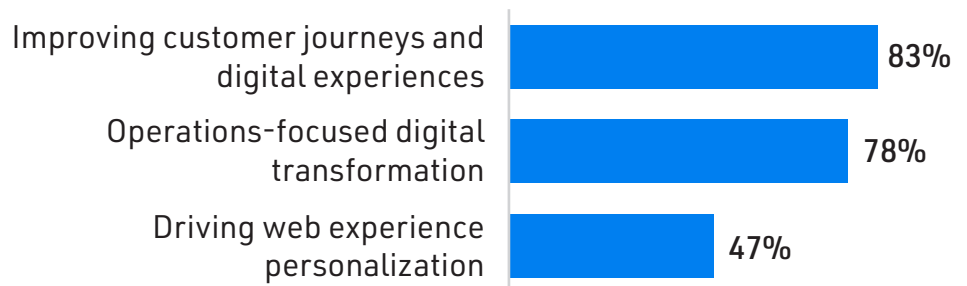 Improving customer journeys and
digital experiences
83%
Operations-focused digital
transformation
78%
Driving web experience
personalization
47%